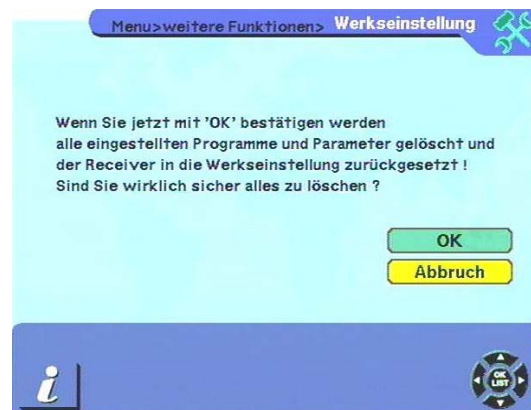 Menu>weitere Funktionen> Werkseinstellung
Wenn Sie jetzt mit 'OK' bestätigen werden
alle eingestellten Programme und Parameter gelöscht und
der Receiver in die Werkseinstellung zurückgesetzt !
Sind Sie wirklich sicher alles zu löschen ?
OK
Abbruch
i
OK
LIST